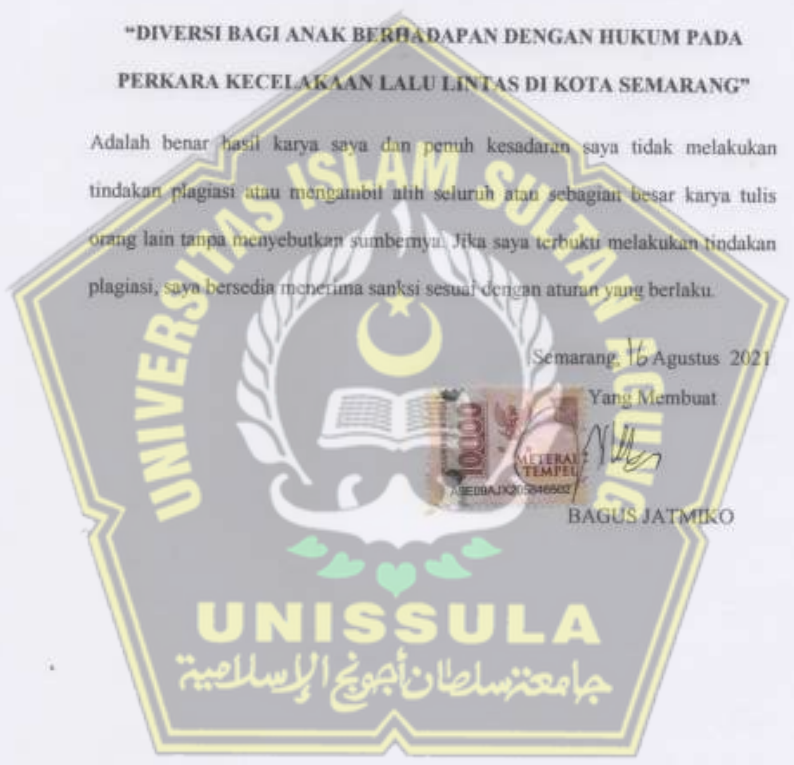 “DIVERSI BAGI ANAK BERHADAPAN DENGAN HUKUM PADA
PERKARA KECELAKAAN LALU LINTAS DI KOTA SEMARANG”
Adalah benar hasil karya saya dan penuh kesadaran saya tidak melakukan
tindakan plagiasi atau mengambil alih seluruh atau sebagian besar karya tulis
orang lain tanpa menyebutkan sumbernya. Jika saya terbukti melakukan tindakan
plagiasi, saya bersedia menerima sanksi sesuai dengan aturan yang berlaku.
Semarang, 16 Agustus 2021
Yang Membuat
10000
METERAI
TEMPEL
BAGUS JATMIKO
UNIVERSITAS ISLAM SULTAN AGUNG
UNISSULA
جامعة سلطان أجونج الإسلامية